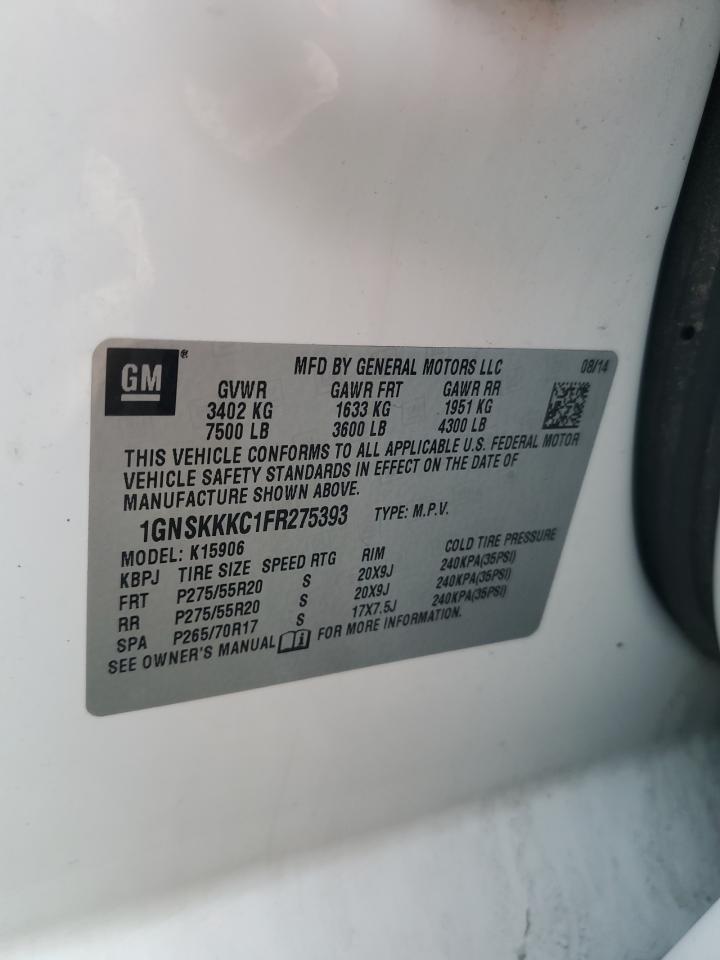 GM ®
MFD BY GENERAL MOTORS LLC 08/14
GVWR GAWR FRT GAWR RR
3402 KG 1633 KG 1951 KG
7500 LB 3600 LB 4300 LB
THIS VEHICLE CONFORMS TO ALL APPLICABLE U.S. FEDERAL MOTOR
VEHICLE SAFETY STANDARDS IN EFFECT ON THE DATE OF
MANUFACTURE SHOWN ABOVE.
1GNSKKKC1FR275393 TYPE: M.P.V.
MODEL: K15906
KBPJ TIRE SIZE SPEED RTG RIM COLD TIRE PRESSURE
FRT P275/55R20 S 20X9J 240KPA(35PSI)
RR P275/55R20 S 20X9J 240KPA(35PSI)
SPA P265/70R17 S 17X7.5J 240KPA(35PSI)
SEE OWNER'S MANUAL i FOR MORE INFORMATION.